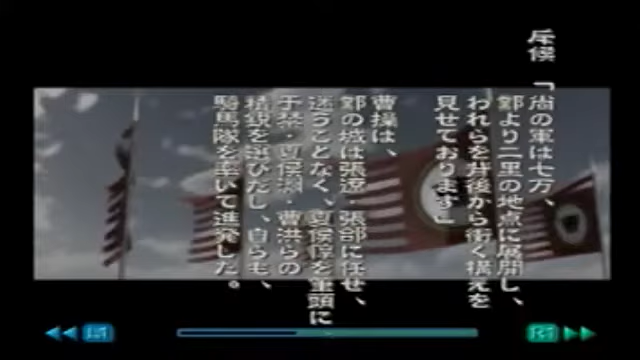 斥候「尚の軍は七万、
鄴より二里の地点に展開し、
われらを背後から衝く構えを
見せております」
曹操は、
鄴の城は張遼・張郃に任せ、
迷うことなく、夏侯惇を筆頭に
于禁・夏侯淵・曹洪らの
精鋭を選びだし、自らも、
騎馬隊を率いて進発した。
L1
R1